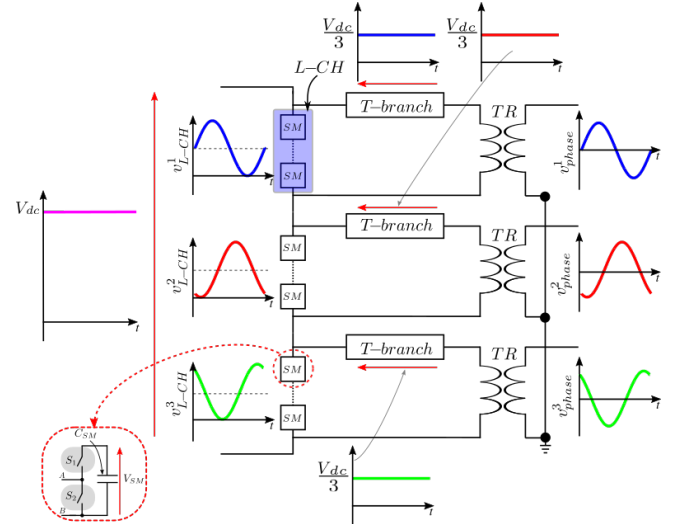 V_dc/3
t
V_dc/3
t
L–CH
T–branch
TR
SM
SM
v^1_L–CH
t
v^1_phase
t
V_dc
t
T–branch
TR
SM
SM
v^2_L–CH
t
v^2_phase
t
T–branch
TR
SM
SM
v^3_L–CH
t
v^3_phase
t
C_SM
S_1
A
S_2
B
V_SM
V_dc/3
t